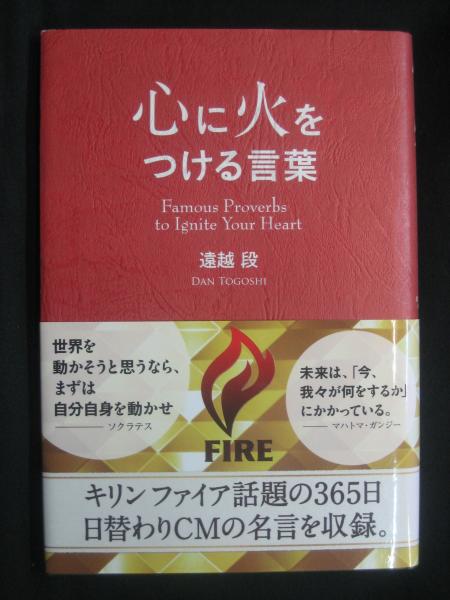 心に火を
つける言葉
Famous Proverbs
to Ignite Your Heart
遠越 段
DAN TOGOSHI
世界を
動かそうと思うなら、
まずは
自分自身を動かせ
ソクラテス
未来は、「今、
我々が何をするか」
にかかっている。
マハトマ・ガンジー
FIRE
キリン ファイア話題の365日
日替わりCMの名言を収録。